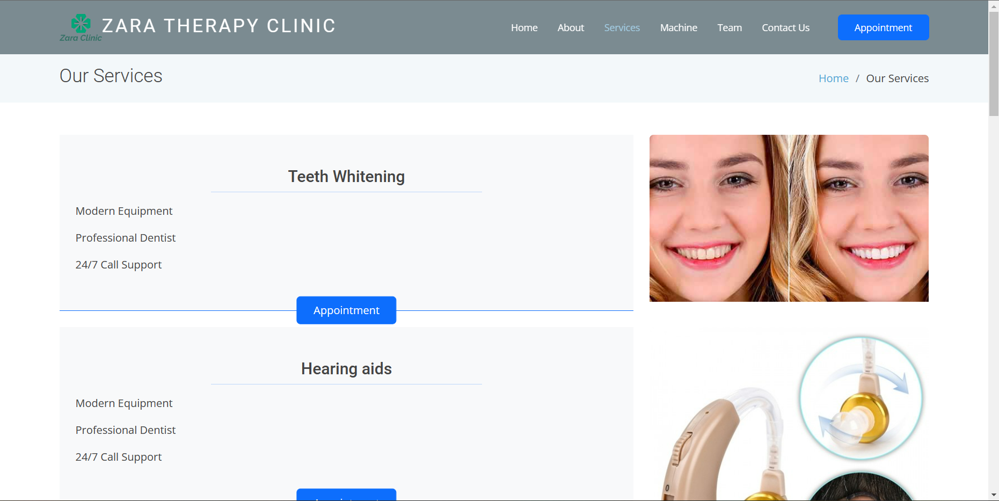 Zara Clinic
ZARA THERAPY CLINIC
Home About Services Machine Team Contact Us Appointment
Our Services
Home / Our Services
Teeth Whitening
Modern Equipment
Professional Dentist
24/7 Call Support
Appointment
Hearing aids
Modern Equipment
Professional Dentist
24/7 Call Support
O